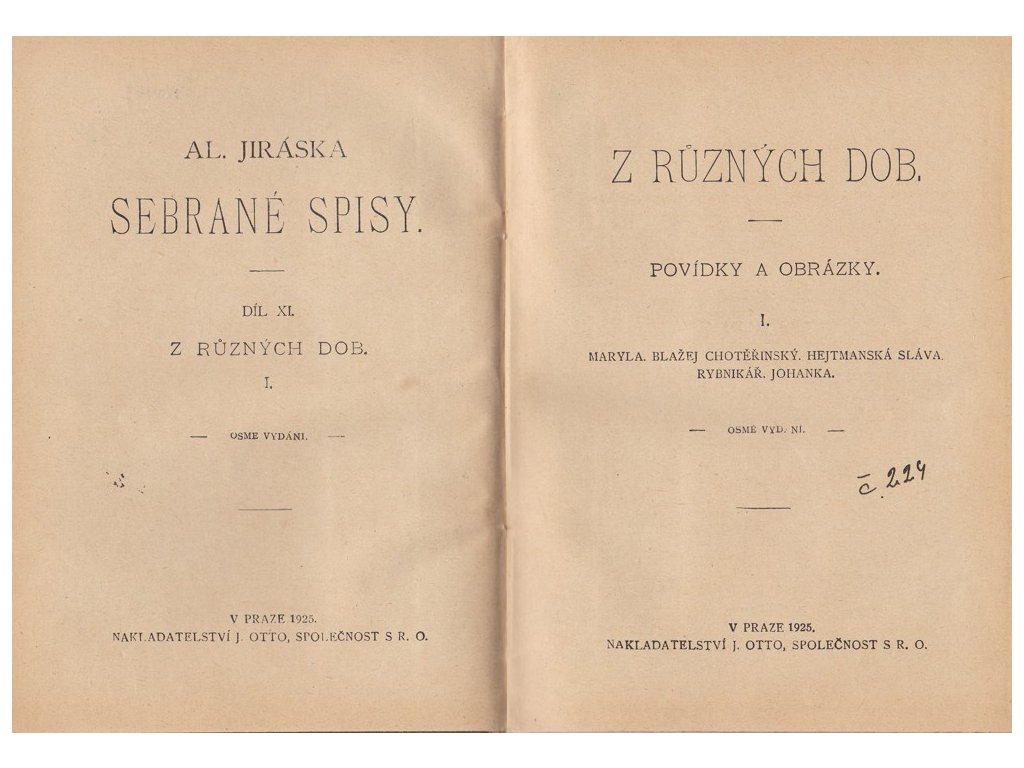 AL. JIRÁSKA
SEBRANÉ SPISY.
DÍL XI.
Z RŮZNÝCH DOB.
I.
— OSMÉ VYDÁNÍ. —
V PRAZE 1925.
NAKLADATELSTVÍ J. OTTO, SPOLEČNOST S R. O.
Z RŮZNÝCH DOB.
POVÍDKY A OBRÁZKY.
I.
MARYLA. BLAŽEJ CHOTĚŘINSKÝ. HEJTMANSKÁ SLÁVA.
RYBNIKÁŘ. JOHANKA.
— OSMÉ VYD. NÍ. —
č. 224
V PRAZE 1925.
NAKLADATELSTVÍ J. OTTO, SPOLEČNOST S R. O.